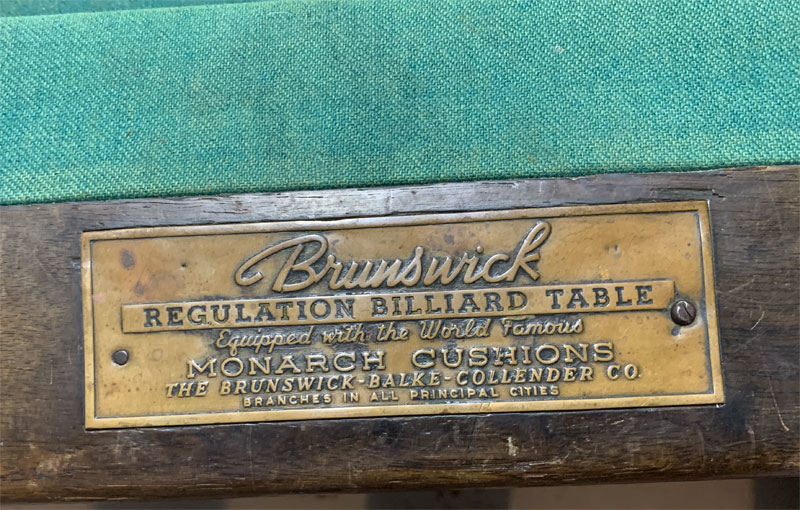 Brunswick
REGULATION BILLIARD TABLE
Equipped with the World Famous
MONARCH CUSHIONS
THE BRUNSWICK-BALKE-COLLENDER CO.
BRANCHES IN ALL PRINCIPAL CITIES